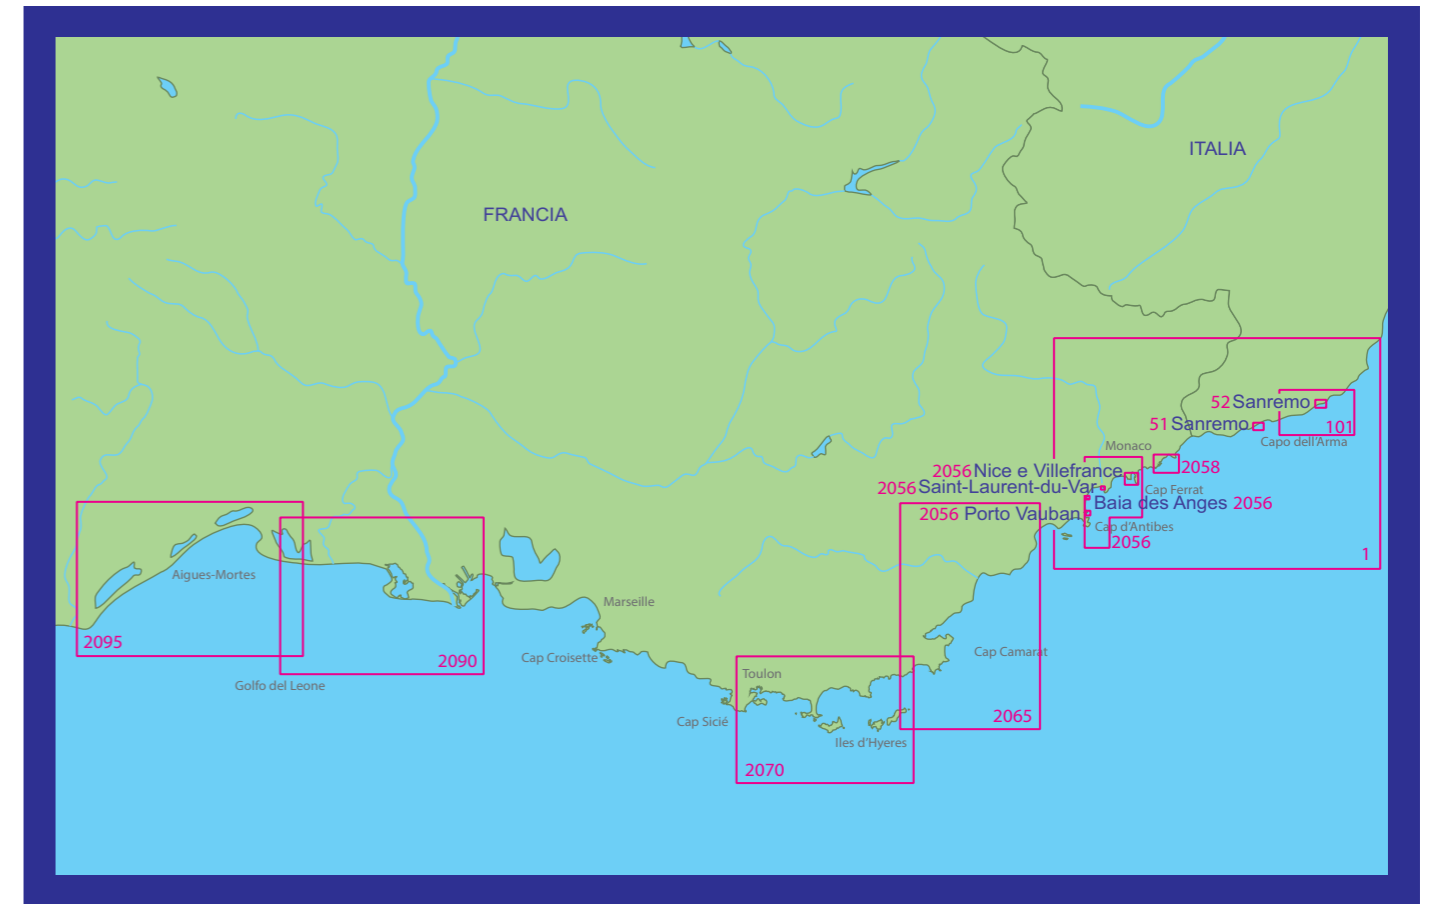 ITALIA
FRANCIA
52 Sanremo
51 Sanremo
101
Capo dell'Arma
Monaco
2058
2056 Nice e Villefrance
2056 Saint-Laurent-du-Var
Cap Ferrat
Baia des Anges 2056
2056 Porto Vauban
Cap d'Antibes
2056
1
Aigues-Mortes
Marseille
2095
2090
Cap Croisette
Cap Camarat
Toulon
Golfo del Leone
2065
Cap Sicié
Iles d'Hyeres
2070